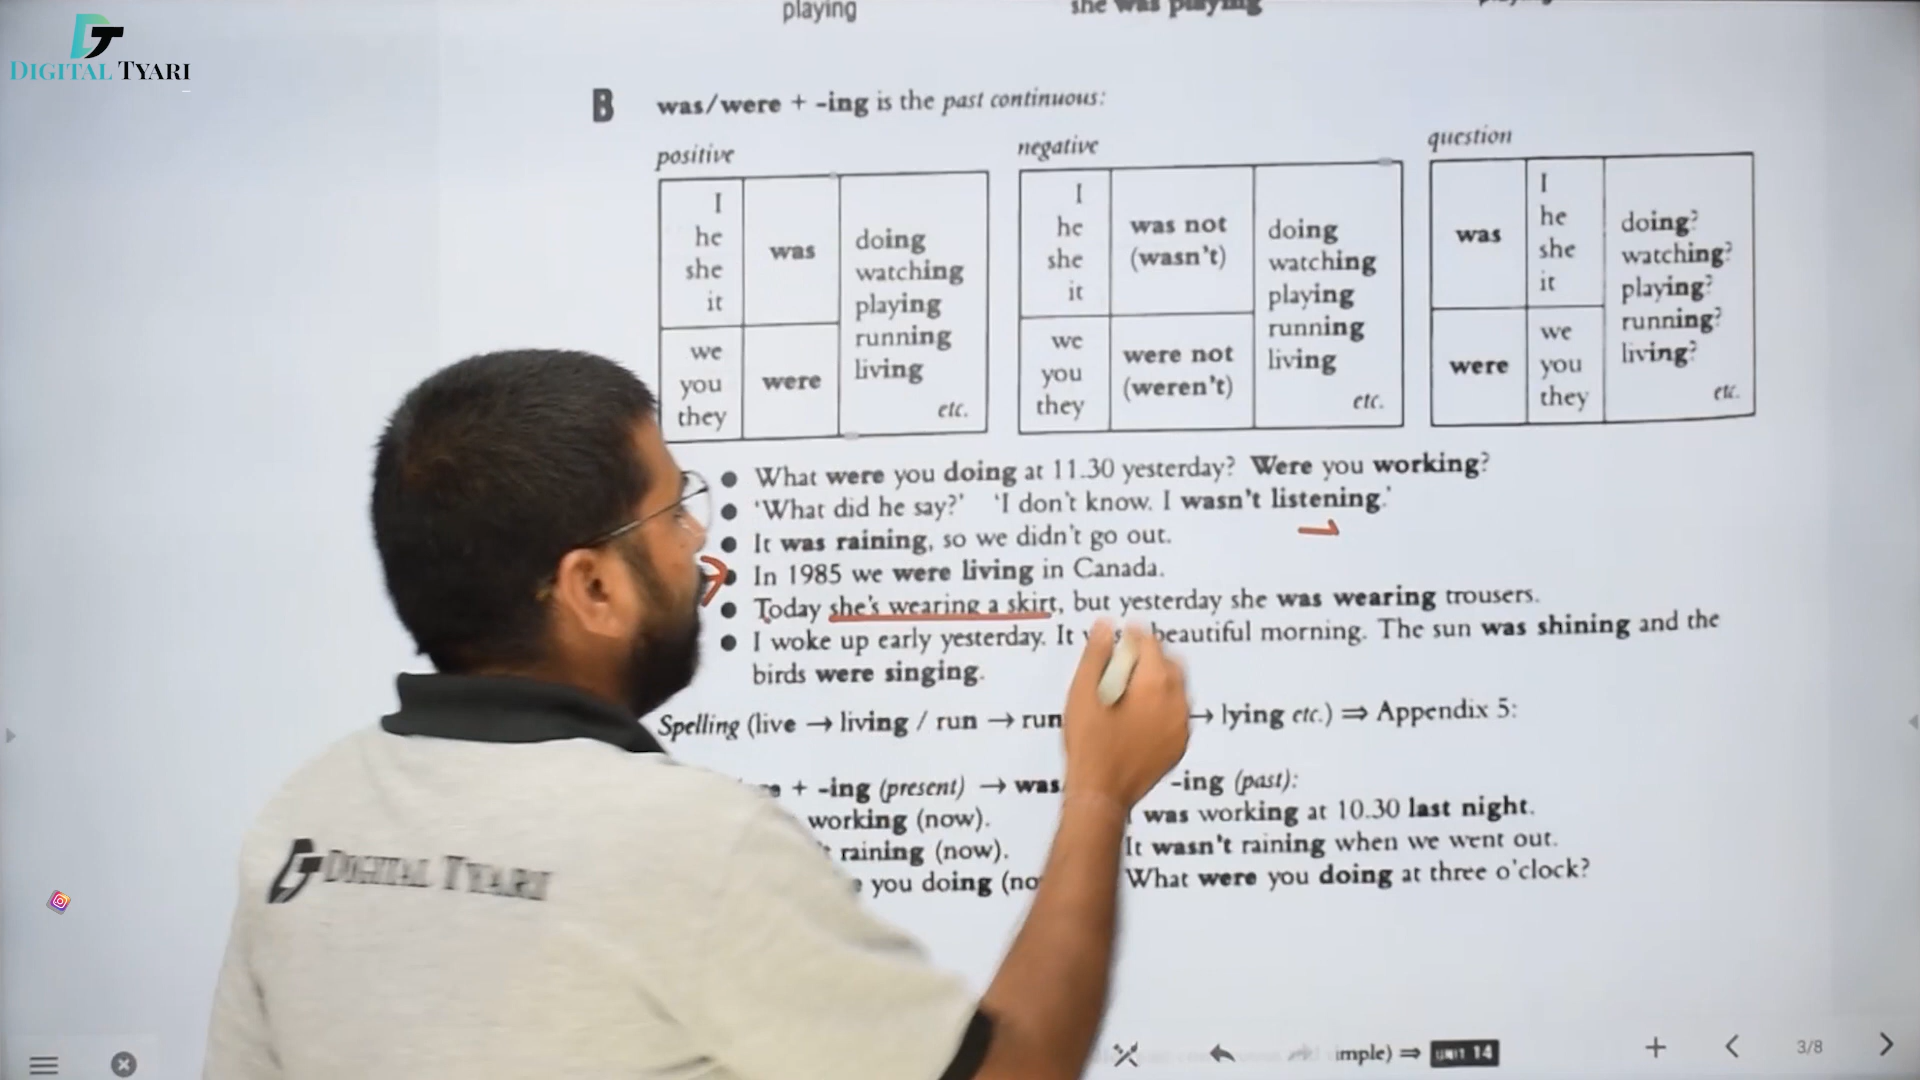 DIGITAL TYARI
playing
she was playing
B was/were + -ing is the past continuous:
positive
I
he
she
it
was
we
you
they
were
doing
watching
playing
running
living
etc.
negative
I
he
she
it
was not
(wasn't)
we
you
they
were not
(weren't)
doing
watching
playing
running
living
etc.
question
was
I
he
she
it
were
we
you
they
doing?
watching?
playing?
running?
living?
etc.
● What were you doing at 11.30 yesterday? Were you working?
● 'What did he say?' 'I don't know. I wasn't listening.'
● It was raining, so we didn't go out.
● In 1985 we were living in Canada.
● Today she's wearing a skirt, but yesterday she was wearing trousers.
● I woke up early yesterday. It beautiful morning. The sun was shining and the
birds were singing.
Spelling (live → living / run → run → lying etc.) ⇒ Appendix 5:
+ -ing (present) → was -ing (past):
working (now).
was working at 10.30 last night.
raining (now).
It wasn't raining when we went out.
you doing
What were you doing at three o'clock?
DIGITAL TYARI
imple) ⇒ UNIT 14
3/8